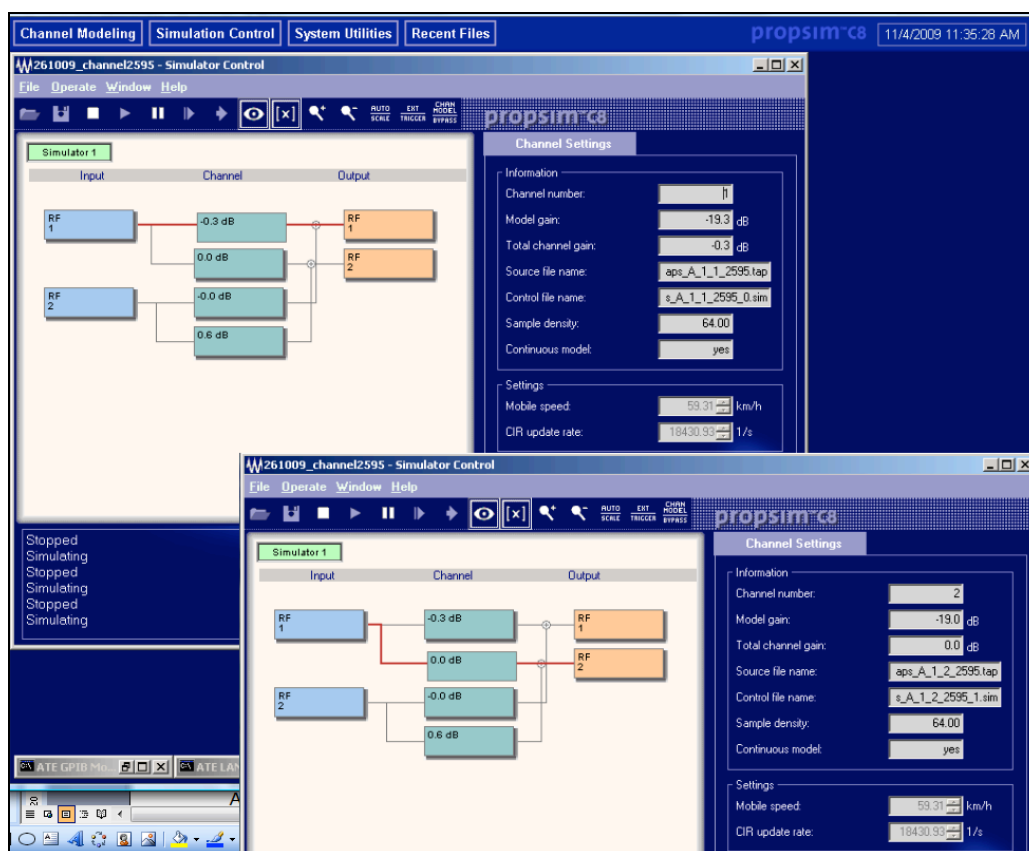 Channel Modeling Simulation Control System Utilities Recent Files propsim™C8 11/4/2009 11:35:28 AM
261009_channel2595 - Simulator Control
File Operate Window Help
AUTO SCALE EXT TRIGGER CHAN MODEL BYPASS propsim™C8
Simulator 1
Input Channel Output
RF 1
-0.3 dB
RF 1
0.0 dB
RF 2
RF 2
-0.0 dB
0.6 dB
Channel Settings
Information
Channel number: 1
Model gain: -19.3 dB
Total channel gain: -0.3 dB
Source file name: aps_A_1_1_2595.tap
Control file name: s_A_1_1_2595_0.sim
Sample density: 64.00
Continuous model: yes
Settings
Mobile speed: 59.31 km/h
CIR update rate: 18430.93 1/s
Stopped
Simulating
Stopped
Simulating
Stopped
Simulating
261009_channel2595 - Simulator Control
File Operate Window Help
AUTO SCALE EXT TRIGGER CHAN MODEL BYPASS propsim™C8
Simulator 1
Input Channel Output
RF 1
-0.3 dB
RF 1
0.0 dB
RF 2
RF 2
-0.0 dB
0.6 dB
Channel Settings
Information
Channel number: 2
Model gain: -19.0 dB
Total channel gain: 0.0 dB
Source file name: aps_A_1_2_2595.tap
Control file name: s_A_1_2_2595_1.sim
Sample density: 64.00
Continuous model: yes
Settings
Mobile speed: 59.31 km/h
CIR update rate: 18430.93 1/s
ATE GPIB Mo... ATE LAN